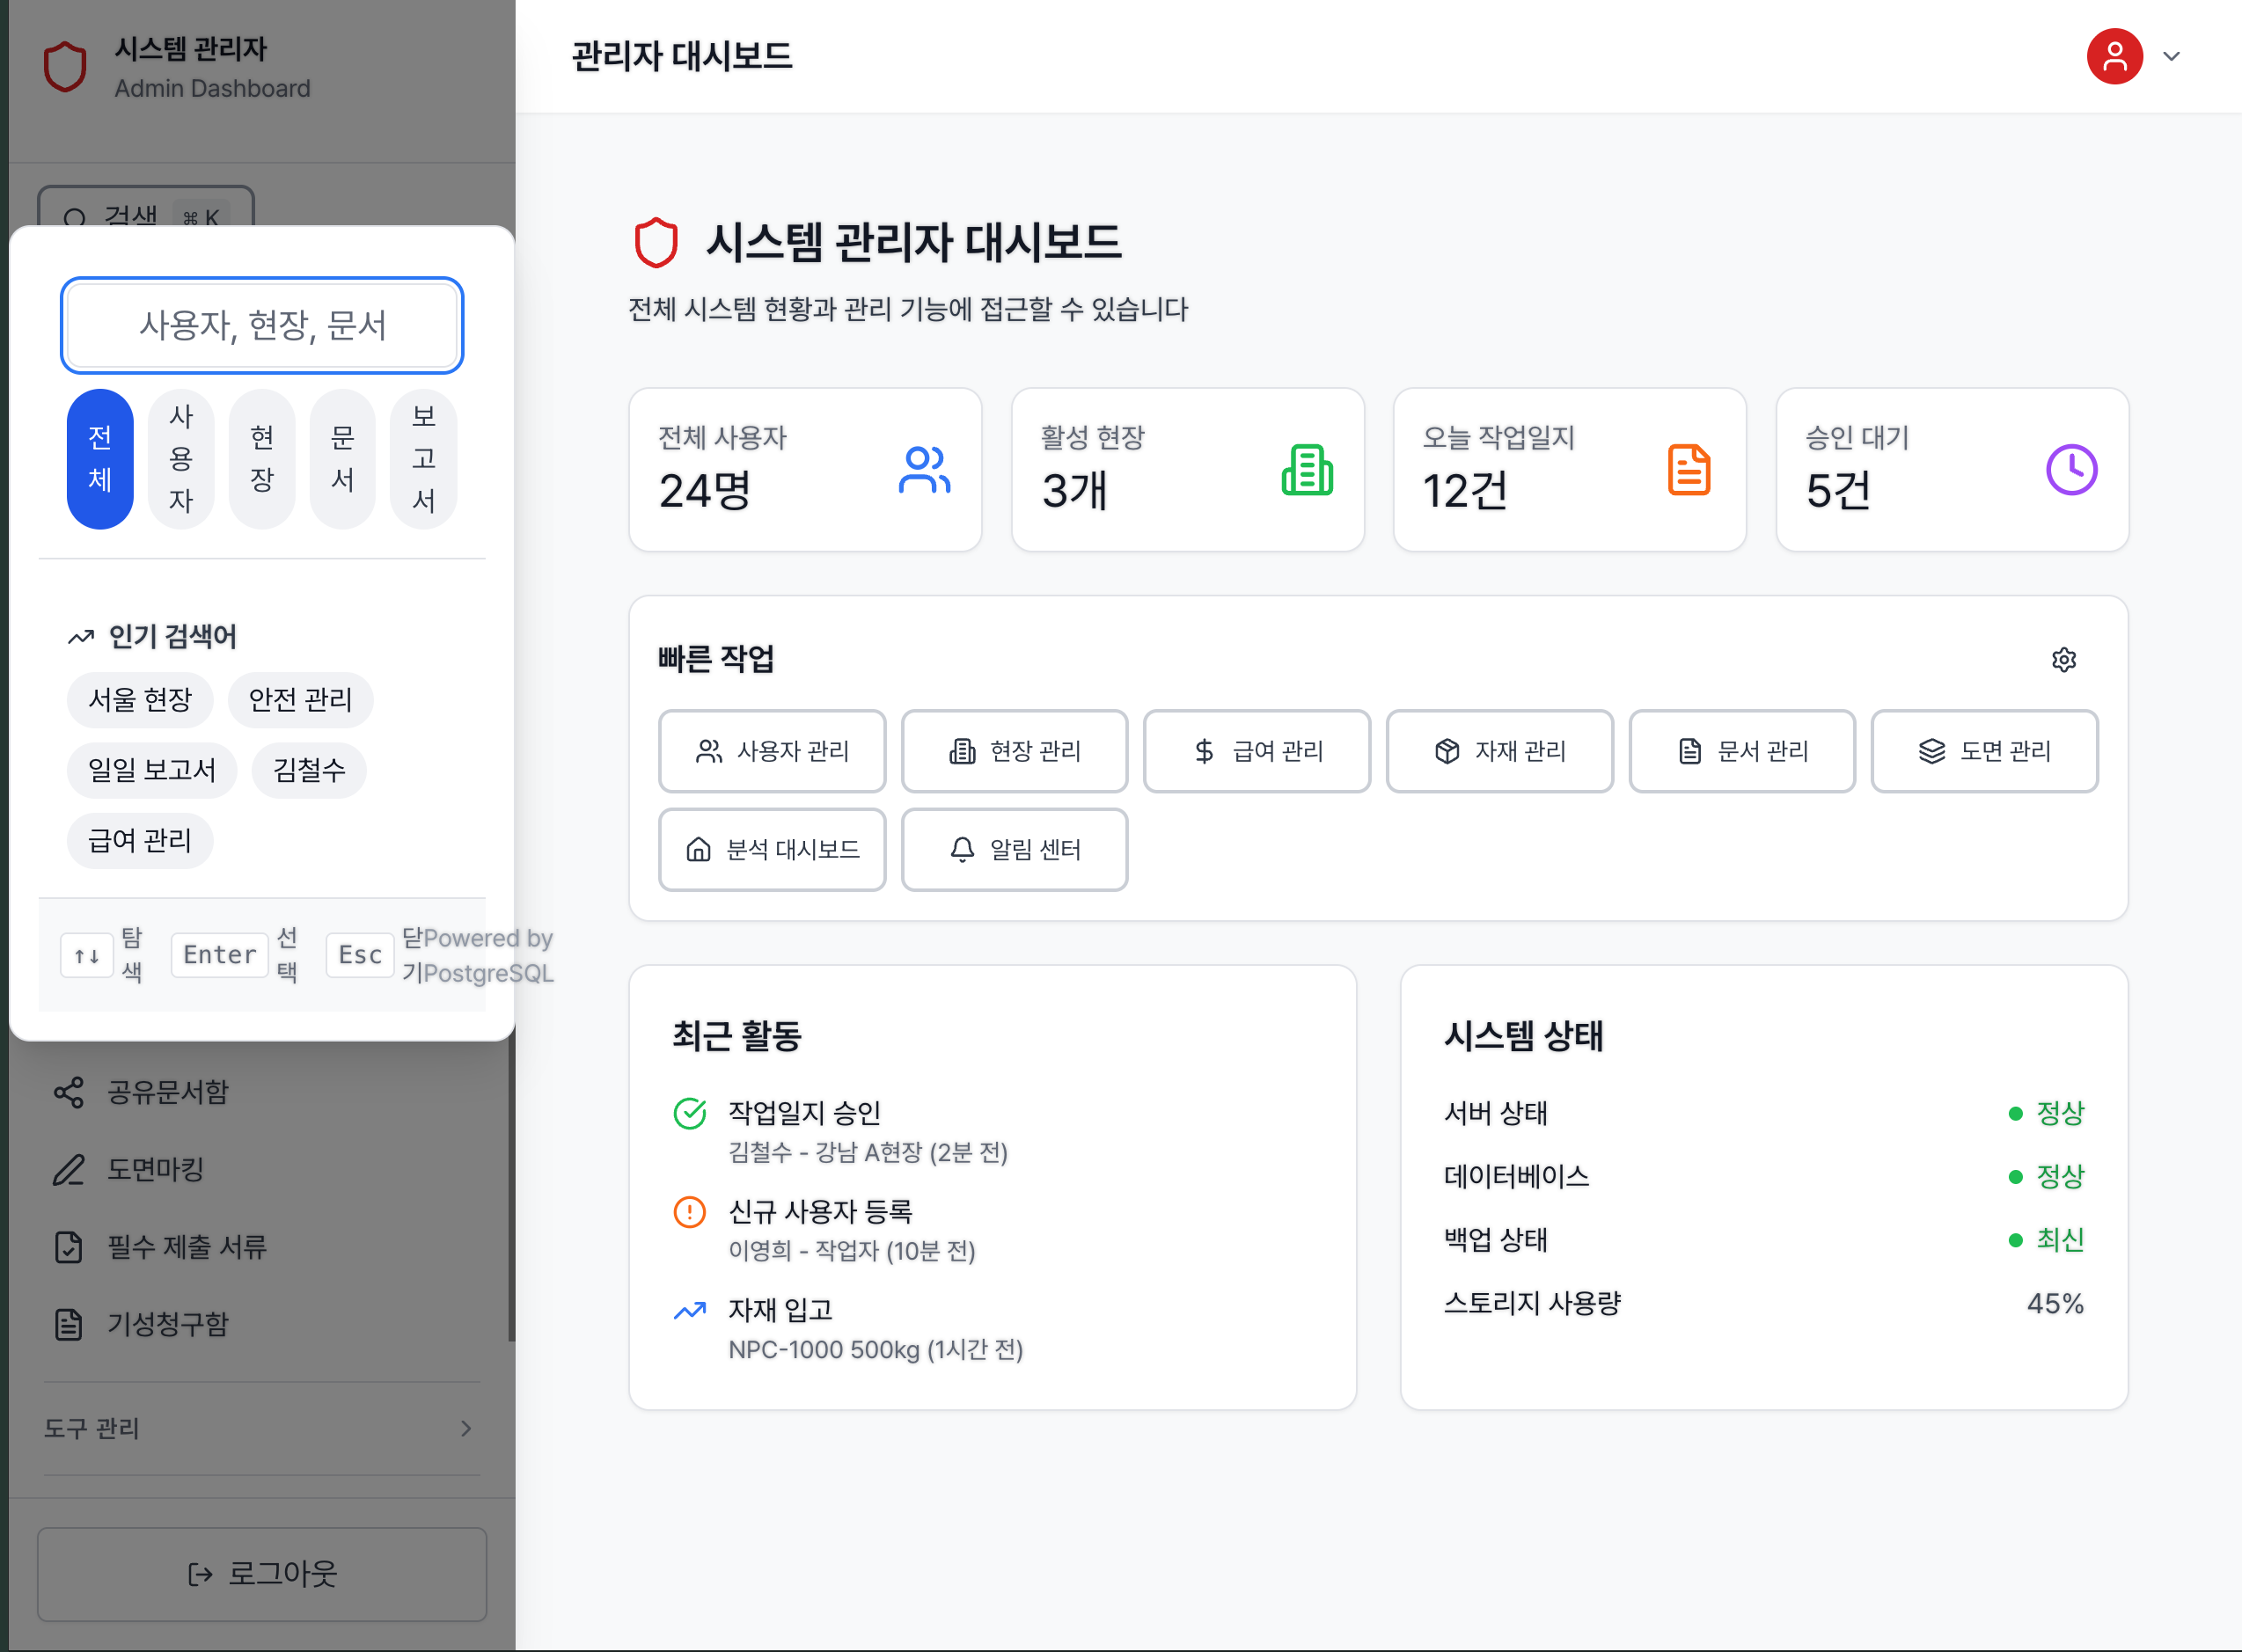 시스템 관리자
Admin Dashboard
검색 ⌘ K
사용자, 현장, 문서
전체
사용자
현장
문서
보고서
인기 검색어
서울 현장
안전 관리
일일 보고서
김철수
급여 관리
↑↓ 탐색 Enter 선택 Esc 닫기
Powered by
PostgreSQL
공유문서함
도면마킹
필수 제출 서류
기성청구함
도구 관리
로그아웃
관리자 대시보드
시스템 관리자 대시보드
전체 시스템 현황과 관리 기능에 접근할 수 있습니다
전체 사용자
24명
활성 현장
3개
오늘 작업일지
12건
승인 대기
5건
빠른 작업
사용자 관리
현장 관리
급여 관리
자재 관리
문서 관리
도면 관리
분석 대시보드
알림 센터
최근 활동
작업일지 승인
김철수 - 강남 A현장 (2분 전)
신규 사용자 등록
이영희 - 작업자 (10분 전)
자재 입고
NPC-1000 500kg (1시간 전)
시스템 상태
서버 상태 정상
데이터베이스 정상
백업 상태 최신
스토리지 사용량 45%